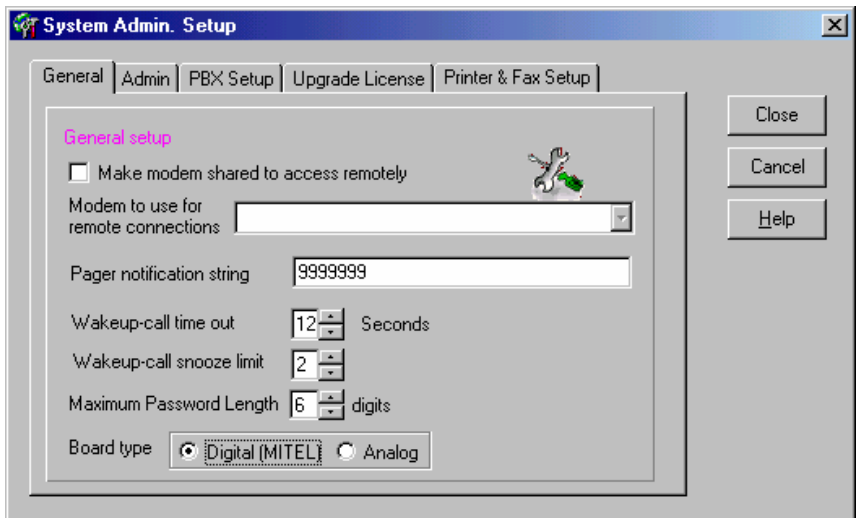 System Admin. Setup
General Admin PBX Setup Upgrade License Printer & Fax Setup
General setup
Make modem shared to access remotely
Modem to use for
remote connections
Pager notification string 9999999
Wakeup-call time out 12 Seconds
Wakeup-call snooze limit 2
Maximum Password Length 6 digits
Board type Digital (MITEL) Analog
Close
Cancel
Help